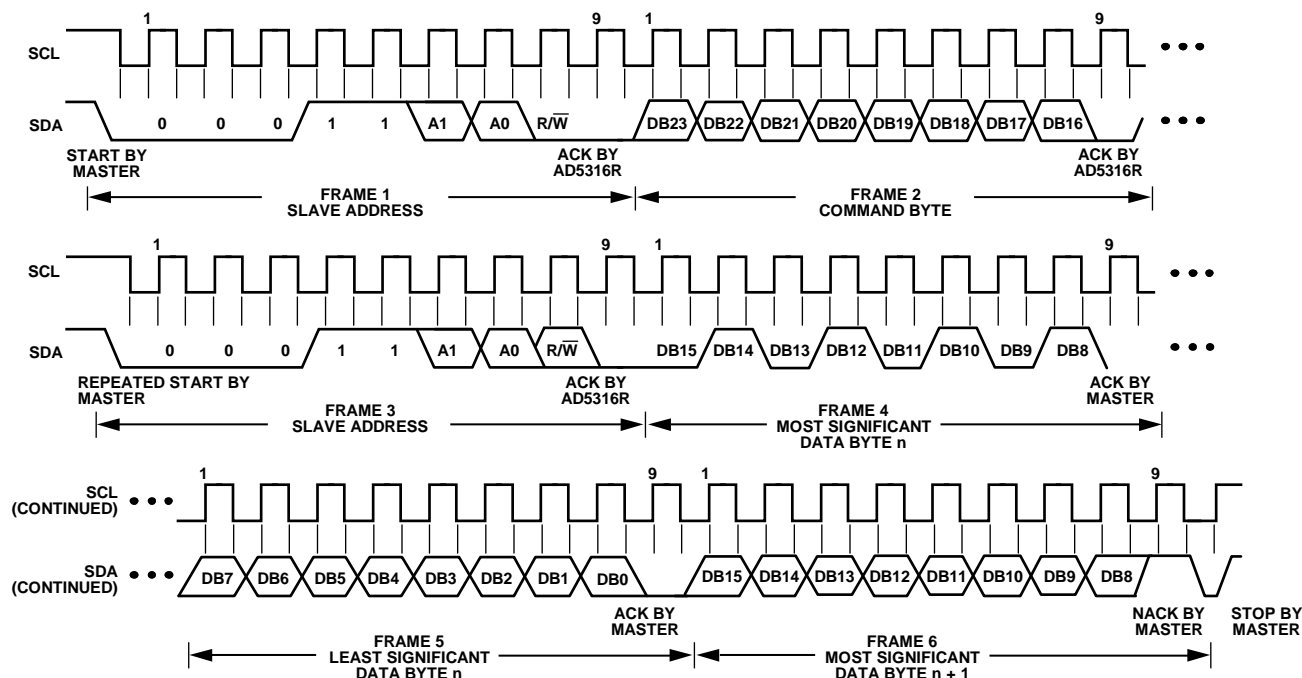 1 9 1 9
SCL
SDA
0 0 0 1 1 A1 A0 R/W̅ DB23 DB22 DB21 DB20 DB19 DB18 DB17 DB16
START BY
MASTER
ACK BY
AD5316R
ACK BY
AD5316R
FRAME 1
SLAVE ADDRESS
FRAME 2
COMMAND BYTE
1 9 1 9
SCL
SDA
0 0 0 1 1 A1 A0 R/W̅ DB15 DB14 DB13 DB12 DB11 DB10 DB9 DB8
REPEATED START BY
MASTER
ACK BY
AD5316R
ACK BY
MASTER
FRAME 3
SLAVE ADDRESS
FRAME 4
MOST SIGNIFICANT
DATA BYTE n
1 9 1 9
SCL
(CONTINUED)
SDA
(CONTINUED)
DB7 DB6 DB5 DB4 DB3 DB2 DB1 DB0 DB15 DB14 DB13 DB12 DB11 DB10 DB9 DB8
ACK BY
MASTER
NACK BY
MASTER
STOP BY
MASTER
FRAME 5
LEAST SIGNIFICANT
DATA BYTE n
FRAME 6
MOST SIGNIFICANT
DATA BYTE n + 1